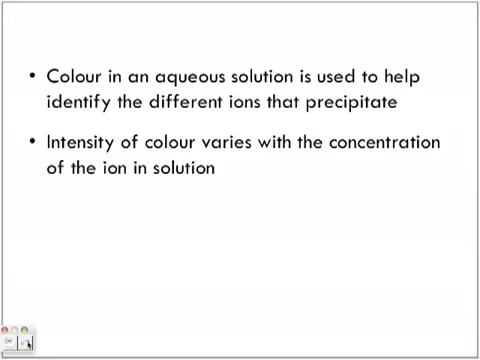 • Colour in an aqueous solution is used to help
identify the different ions that precipitate
• Intensity of colour varies with the concentration
of the ion in solution